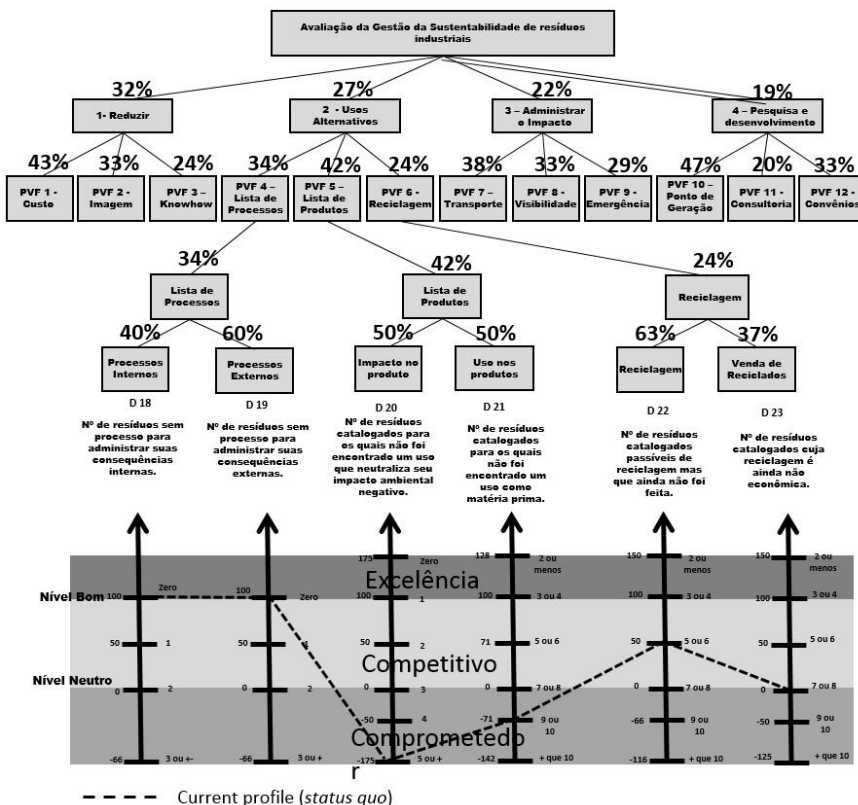 Avaliação da Gestão da Sustentabilidade de resíduos
industriais
32%
27%
22%
19%
1- Reduzir
2 - Usos
Alternativos
3 – Administrar
o Impacto
4 – Pesquisa e
desenvolvimento
43%
33%
24%
34%
42%
24%
38%
33%
29%
47%
20%
33%
PVF 1 -
Custo
PVF 2 -
Imagem
PVF 3 –
Knowhow
PVF 4 –
Lista de
Processos
PVF 5 –
Lista de
Produtos
PVF 6 -
Reciclagem
PVF 7 –
Transporte
PVF 8 -
Visibilidade
PVF 9 -
Emergência
PVF 10 –
Ponto de
Geração
PVF 11 -
Consultoria
PVF 12 -
Convênios
34%
42%
24%
Lista de
Processos
Lista de
Produtos
Reciclagem
40%
60%
50%
50%
63%
37%
Processos
Internos
Processos
Externos
Impacto no
produto
Uso nos
produtos
Reciclagem
Venda de
Reciclados
D 18
Nº de resíduos sem
processo para
administrar suas
consequências
internas.
D 19
Nº de resíduos sem
processo para
administrar suas
consequências
externas.
D 20
Nº de resíduos
catalogados para
os quais não foi
encontrado um uso
que neutraliza seu
impacto ambiental
negativo.
D 21
Nº de resíduos
catalogados
para os quais
não foi
encontrado um
uso como
matéria prima.
D 22
Nº de resíduos
catalogados
passíveis de
reciclagem mas
que ainda não foi
feita.
D 23
Nº de resíduos
catalogados cuja
reciclagem é
ainda não
econômica.
175 Zero
128 2 ou
menos
150 2 ou
menos
150 2 ou
menos
Excelência
Nível Bom
100 Zero
100 Zero
100 1
100 3 ou 4
100 3 ou 4
100 3 ou 4
50 1
50 1
50 2
71 5 ou 6
50 5 ou 6
50 5 ou 6
Competitivo
Nível Neutro
0 2
0 2
0 3
0 7 ou 8
0 7 ou 8
0 7 ou 8
-50 4
-71 9 ou
10
-66 9 ou
10
-50 9 ou
10
Comprometedo
r
-66 3 ou +-
-66 3 ou +
-175 5 ou +
-142 + que 10
-116 + que 10
-125 + que 10
Current profile (status quo)